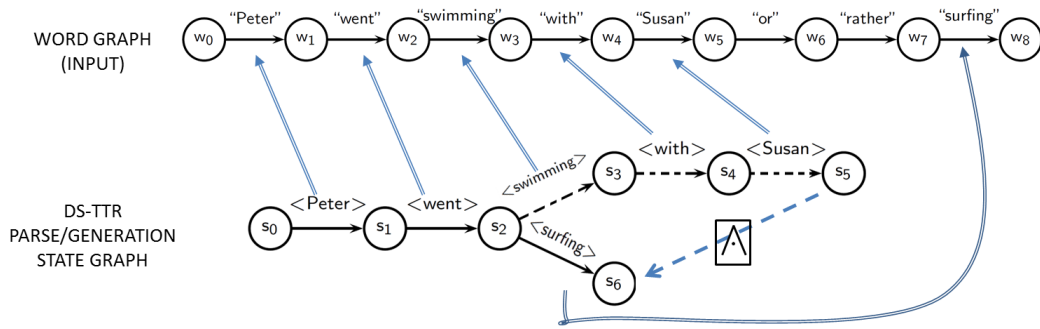 “Peter” “went” “swimming” “with” “Susan” “or” “rather” “surfing”
WORD GRAPH
(INPUT)
w0 w1 w2 w3 w4 w5 w6 w7 w8
<swimming> <with> <Susan>
s3 s4 s5
<Peter> <went>
DS-TTR
PARSE/GENERATION
STATE GRAPH
s0 s1 s2
<surfing>
s6